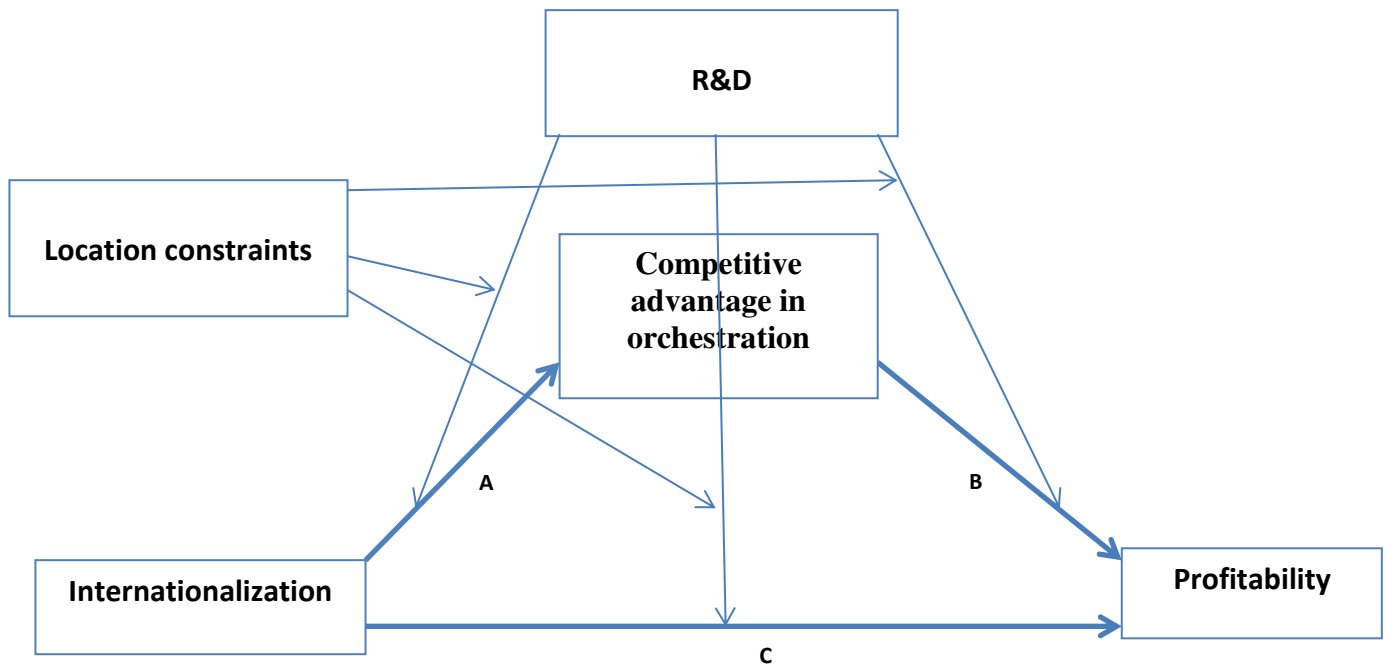 R&D
Location constraints
Competitive
advantage in
orchestration
A
B
Internationalization
Profitability
C